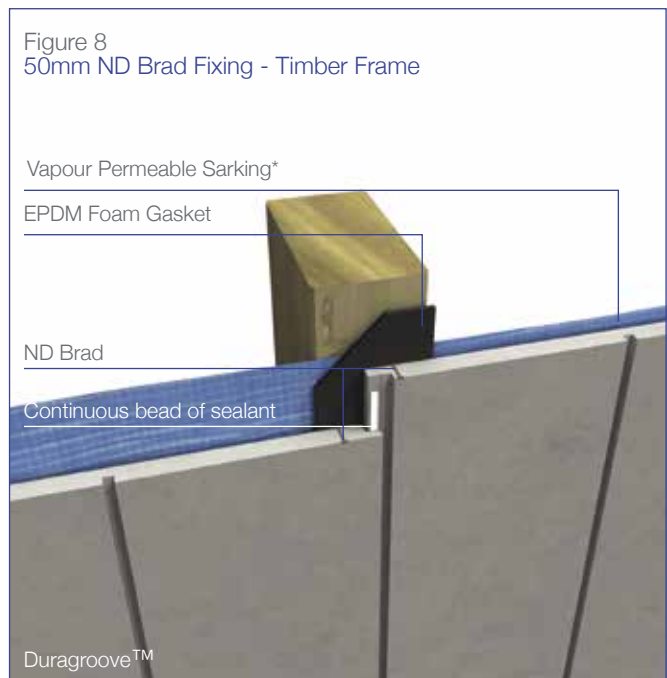 Figure 8
50mm ND Brad Fixing - Timber Frame
Vapour Permeable Sarking*
EPDM Foam Gasket
ND Brad
Continuous bead of sealant
Duragroove™